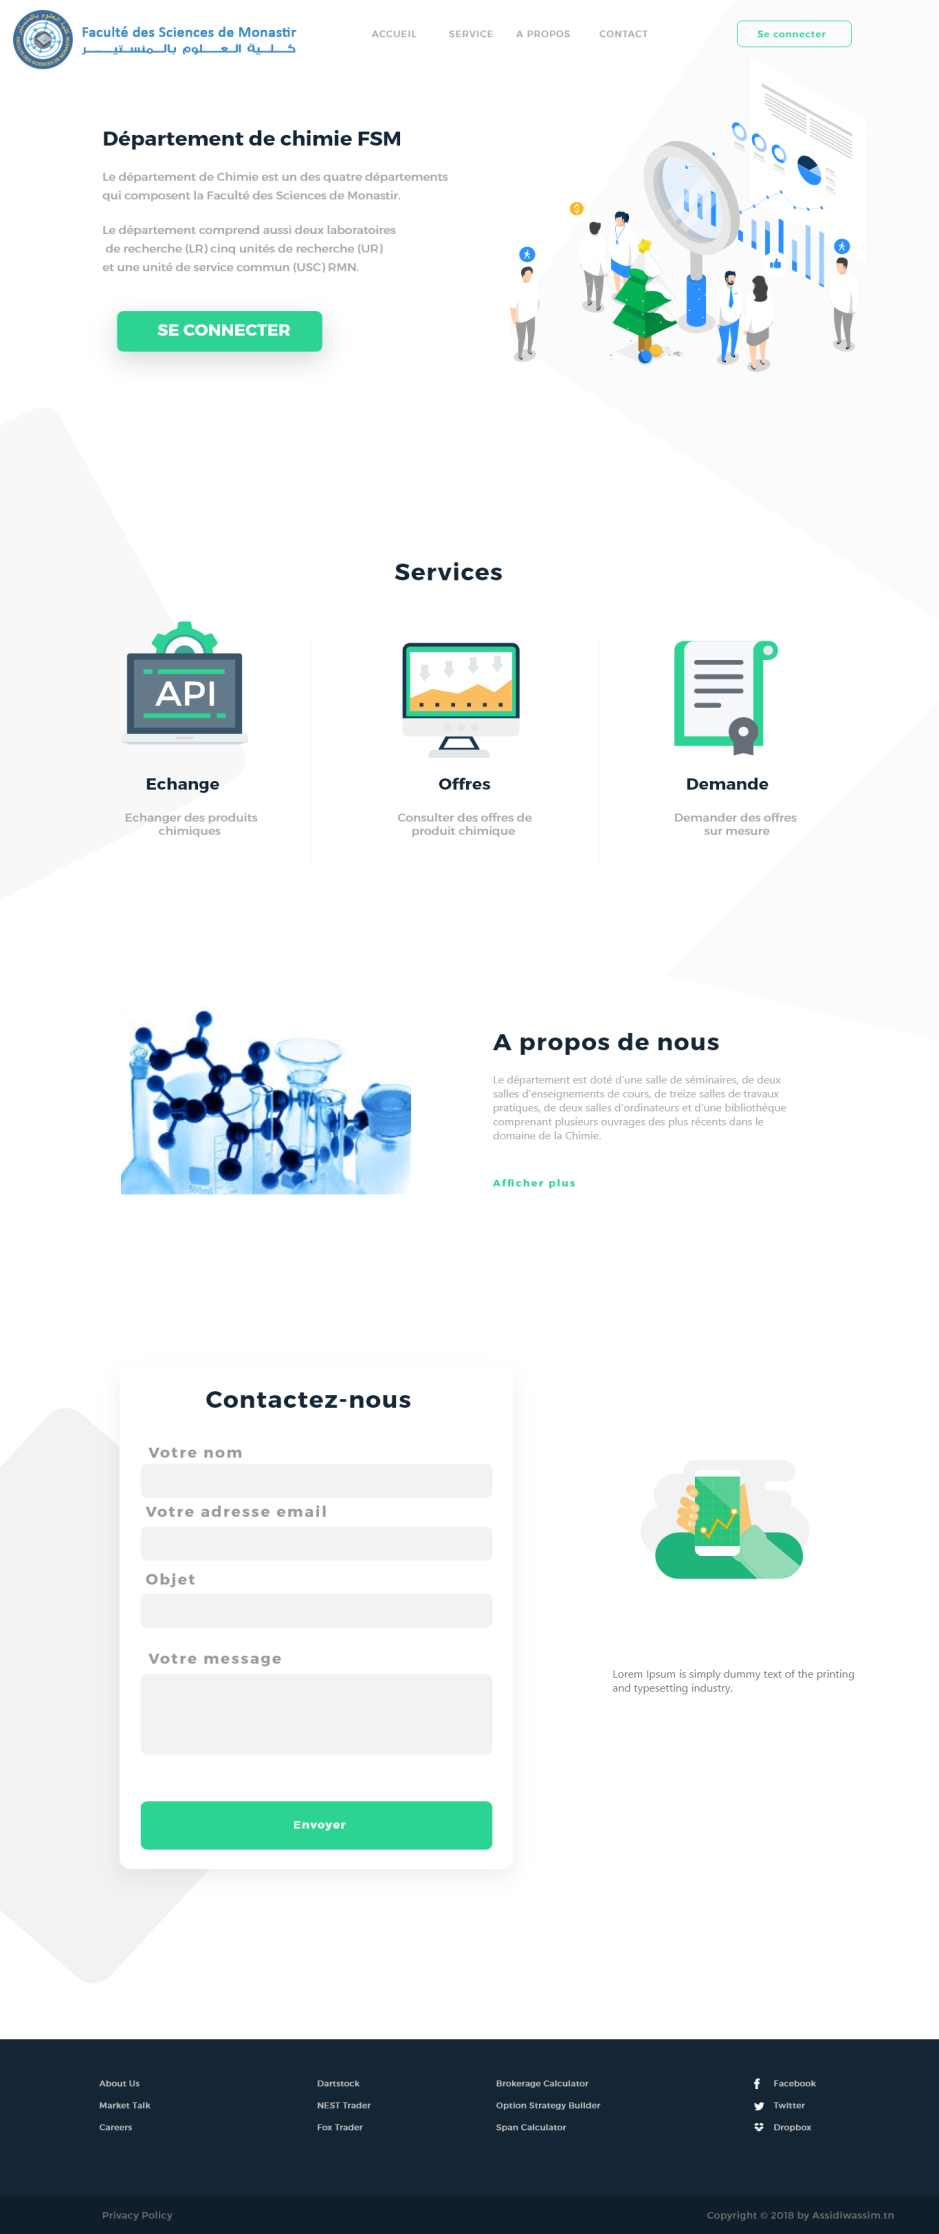 Faculté des Sciences de Monastir
كـلـــيـة الـعـــلـــوم بـالــمـنـسـتـيـــــر
ACCUEIL
SERVICE
A PROPOS
CONTACT
Se connecter
Département de chimie FSM
Le département de Chimie est un des quatre départements
qui composent la Faculté des Sciences de Monastir.
Le département comprend aussi deux laboratoires
de recherche (LR) cinq unités de recherche (UR)
et une unité de service commun (USC) RMN.
SE CONNECTER
Services
API
Echange
Echanger des produits
chimiques
Offres
Consulter des offres de
produit chimique
Demande
Demander des offres
sur mesure
A propos de nous
Le département est doté d'une salle de séminaires, de deux
salles d'enseignements de cours, de treize salles de travaux
pratiques, de deux salles d'ordinateurs et d'une bibliothèque
comprenant plusieurs ouvrages des plus récents dans le
domaine de la Chimie.
Afficher plus
Contactez-nous
Votre nom
Votre adresse email
Objet
Votre message
Envoyer
Lorem Ipsum is simply dummy text of the printing
and typesetting industry.
About Us
Market Talk
Careers
Dartstock
NEST Trader
Fox Trader
Brokerage Calculator
Option Strategy Builder
Span Calculator
Facebook
Twitter
Dropbox
Privacy Policy
Copyright © 2018 by Assidiwassim.tn